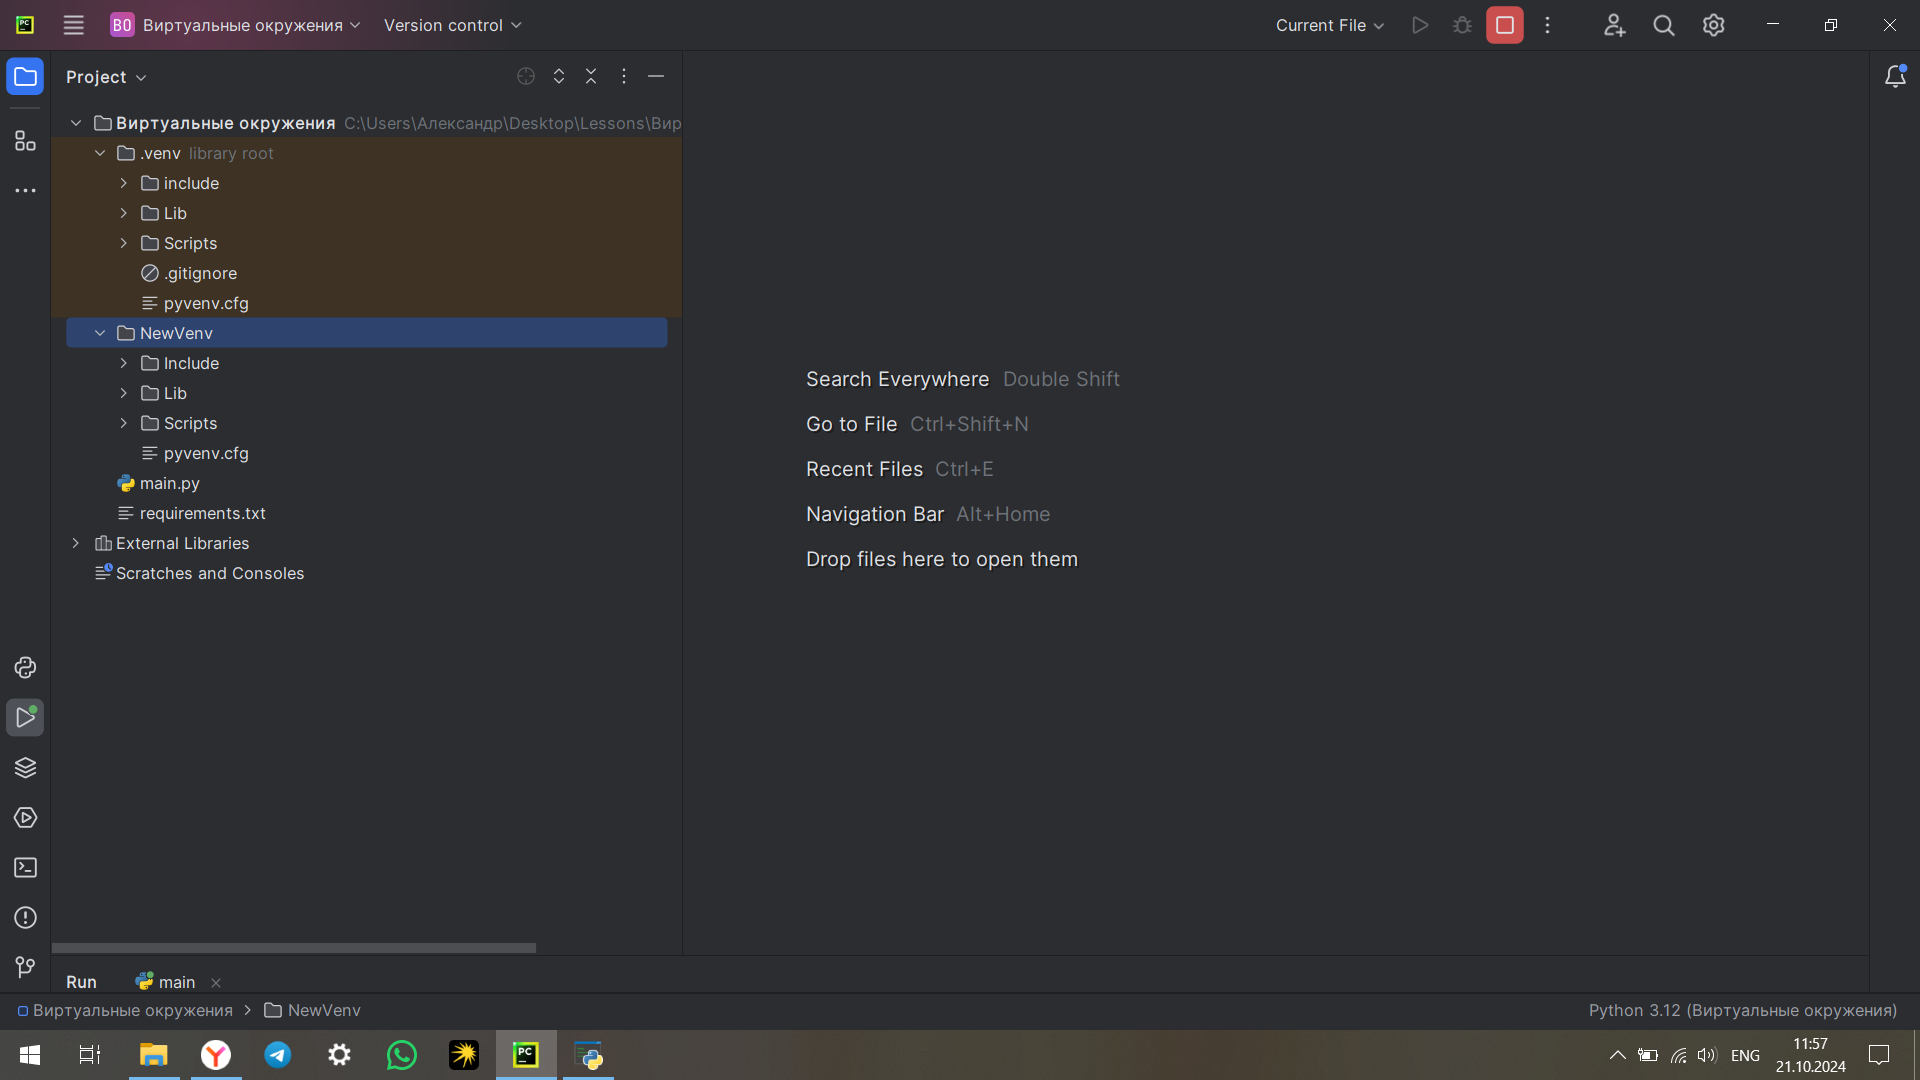 PC
ВО Виртуальные окружения Version control Current File
Project
Виртуальные окружения C:\Users\Александр\Desktop\Lessons\Вир
.venv library root
include
Lib
Scripts
.gitignore
pyvenv.cfg
NewVenv
Include
Lib
Scripts
pyvenv.cfg
main.py
requirements.txt
External Libraries
Scratches and Consoles
Search Everywhere Double Shift
Go to File Ctrl+Shift+N
Recent Files Ctrl+E
Navigation Bar Alt+Home
Drop files here to open them
Run main
Виртуальные окружения NewVenv Python 3.12 (Виртуальные окружения)
PC
ENG
11:57
21.10.2024